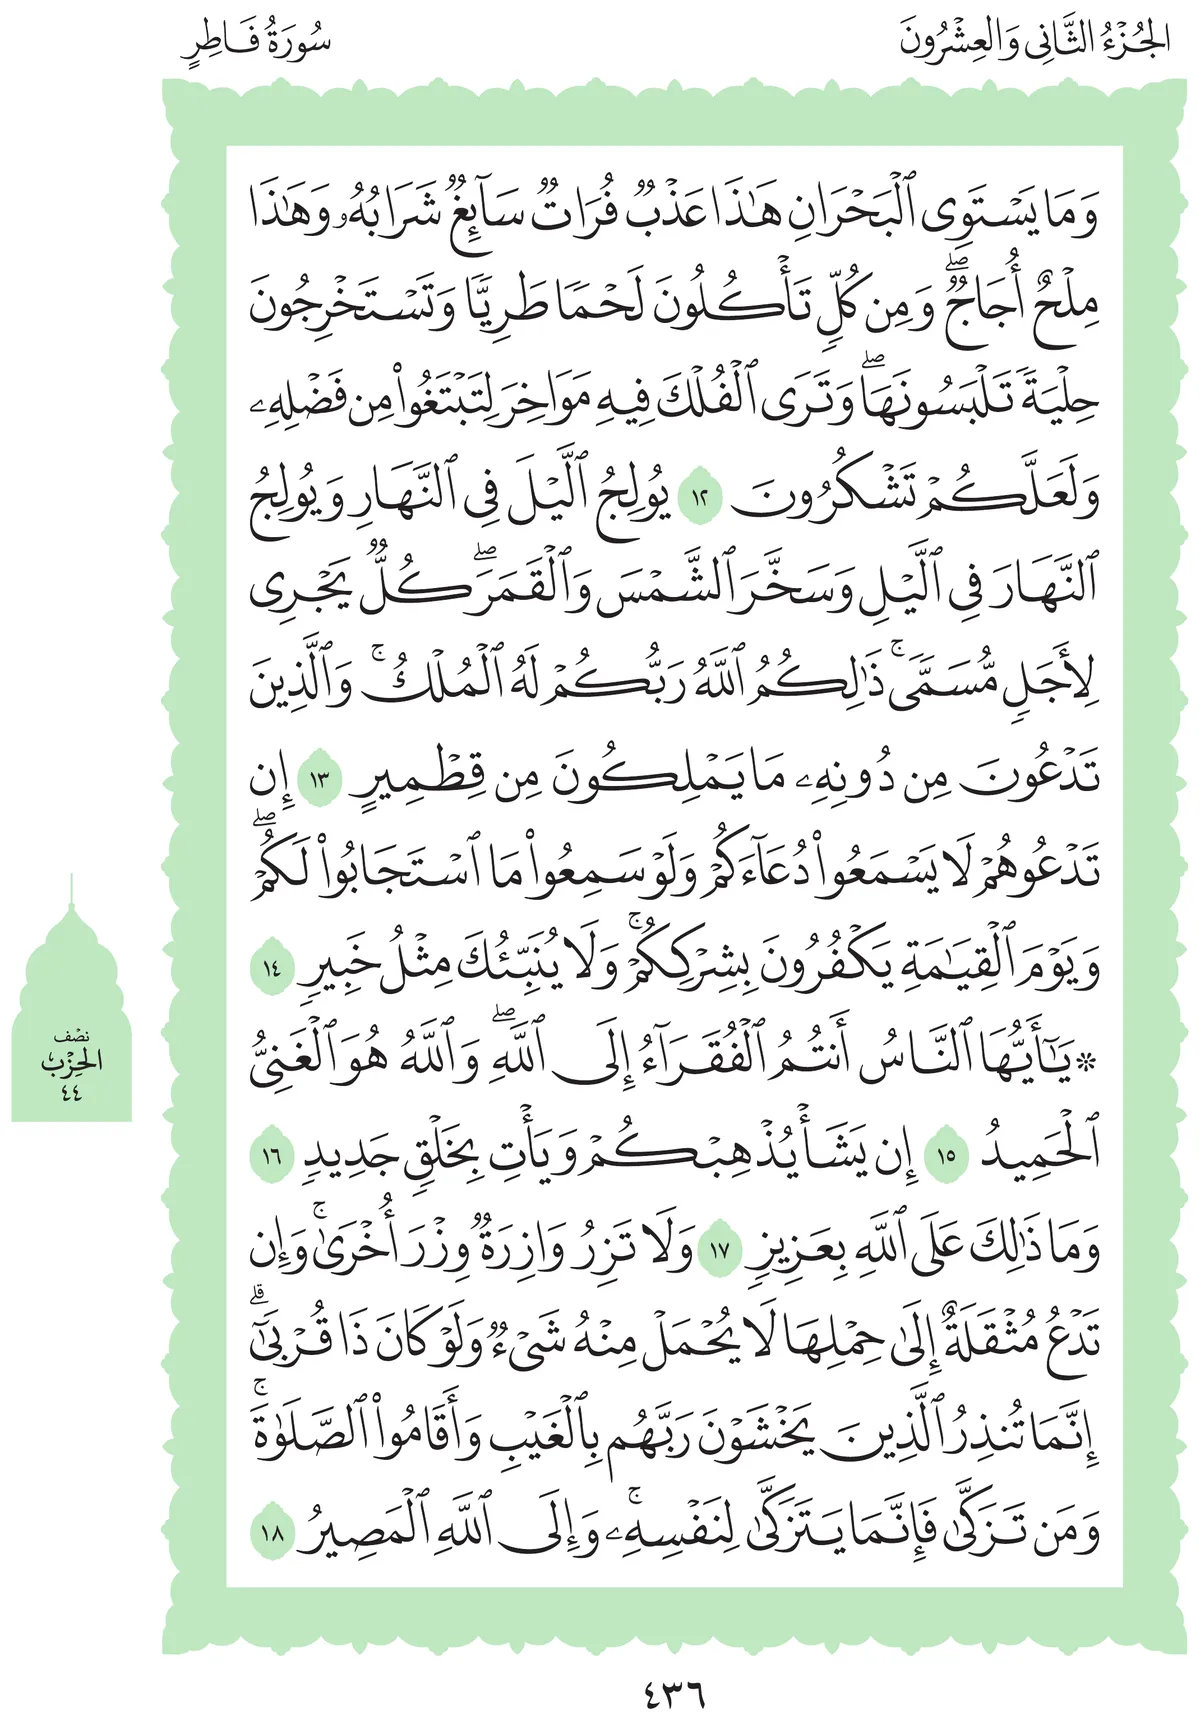 الجُزْءُ الثَّانِي وَالعِشْرُونَ
سُورَةُ فَاطِرٍ
وَمَا يَسْتَوِى ٱلْبَحْرَانِ هَٰذَا عَذْبٌ فُرَاتٌ سَآئِغٌ شَرَابُهُۥ وَهَٰذَا
مِلْحٌ أُجَاجٌ ۖ وَمِن كُلٍّ تَأْكُلُونَ لَحْمًا طَرِيًّا وَتَسْتَخْرِجُونَ
حِلْيَةً تَلْبَسُونَهَا ۖ وَتَرَى ٱلْفُلْكَ فِيهِ مَوَاخِرَ لِتَبْتَغُوا۟ مِن فَضْلِهِۦ
وَلَعَلَّكُمْ تَشْكُرُونَ ١٢ يُولِجُ ٱلَّيْلَ فِى ٱلنَّهَارِ وَيُولِجُ
ٱلنَّهَارَ فِى ٱلَّيْلِ وَسَخَّرَ ٱلشَّمْسَ وَٱلْقَمَرَ ۖ كُلٌّ يَجْرِى
لِأَجَلٍ مُّسَمًّى ۚ ذَٰلِكُمُ ٱللَّهُ رَبُّكُمْ لَهُ ٱلْمُلْكُ ۚ وَٱلَّذِينَ
تَدْعُونَ مِن دُونِهِۦ مَا يَمْلِكُونَ مِن قِطْمِيرٍ ١٣ إِن
تَدْعُوهُمْ لَا يَسْمَعُوا۟ دُعَآءَكُمْ وَلَوْ سَمِعُوا۟ مَا ٱسْتَجَابُوا۟ لَكُمْ ۖ
وَيَوْمَ ٱلْقِيَٰمَةِ يَكْفُرُونَ بِشِرْكِكُمْ ۚ وَلَا يُنَبِّئُكَ مِثْلُ خَبِيرٍ ١٤
۞ يَٰٓأَيُّهَا ٱلنَّاسُ أَنتُمُ ٱلْفُقَرَآءُ إِلَى ٱللَّهِ ۖ وَٱللَّهُ هُوَ ٱلْغَنِىُّ
ٱلْحَمِيدُ ١٥ إِن يَشَأْ يُذْهِبْكُمْ وَيَأْتِ بِخَلْقٍ جَدِيدٍ ١٦
وَمَا ذَٰلِكَ عَلَى ٱللَّهِ بِعَزِيزٍ ١٧ وَلَا تَزِرُ وَازِرَةٌ وِزْرَ أُخْرَىٰ ۚ وَإِن
تَدْعُ مُثْقَلَةٌ إِلَىٰ حِمْلِهَا لَا يُحْمَلْ مِنْهُ شَىْءٌ وَلَوْ كَانَ ذَا قُرْبَىٰٓ ۗ
إِنَّمَا تُنذِرُ ٱلَّذِينَ يَخْشَوْنَ رَبَّهُم بِٱلْغَيْبِ وَأَقَامُوا۟ ٱلصَّلَوٰةَ ۚ
وَمَن تَزَكَّىٰ فَإِنَّمَا يَتَزَكَّىٰ لِنَفْسِهِۦ ۚ وَإِلَى ٱللَّهِ ٱلْمَصِيرُ ١٨
نصف
الحِزْب
٤٤
٤٣٦